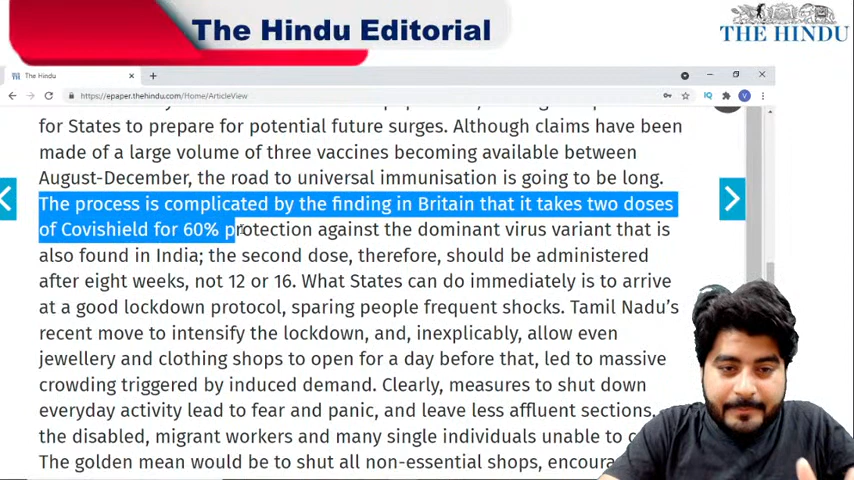 The Hindu Editorial
THE HINDU
The Hindu
https://epaper.thehindu.com/Home/ArticleView
for States to prepare for potential future surges. Although claims have been
made of a large volume of three vaccines becoming available between
August-December, the road to universal immunisation is going to be long.
The process is complicated by the finding in Britain that it takes two doses
of Covishield for 60% protection against the dominant virus variant that is
also found in India; the second dose, therefore, should be administered
after eight weeks, not 12 or 16. What States can do immediately is to arrive
at a good lockdown protocol, sparing people frequent shocks. Tamil Nadu’s
recent move to intensify the lockdown, and, inexplicably, allow even
jewellery and clothing shops to open for a day before that, led to massive
crowding triggered by induced demand. Clearly, measures to shut down
everyday activity lead to fear and panic, and leave less affluent sections,
the disabled, migrant workers and many single individuals unable to
The golden mean would be to shut all non-essential shops,